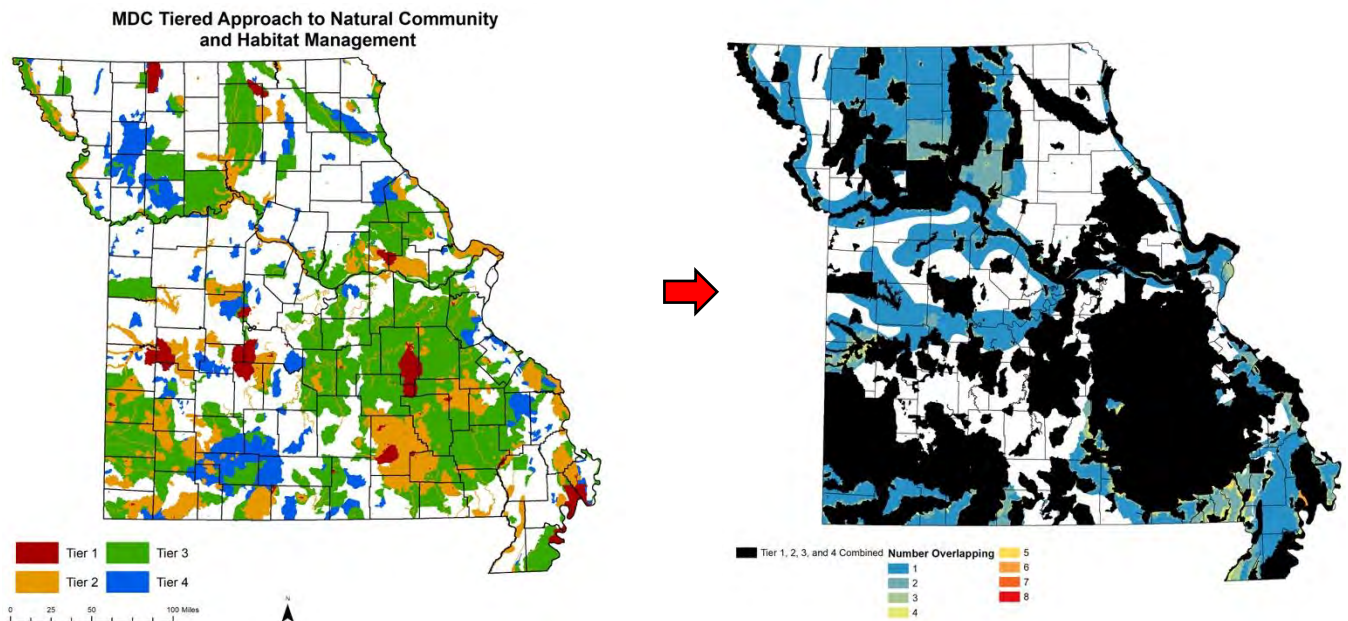 MDC Tiered Approach to Natural Community
and Habitat Management
Tier 1
Tier 3
Tier 2
Tier 4
0 25 50 100 Miles
N
Tier 1, 2, 3, and 4 Combined
Number Overlapping
1
2
3
4
5
6
7
8